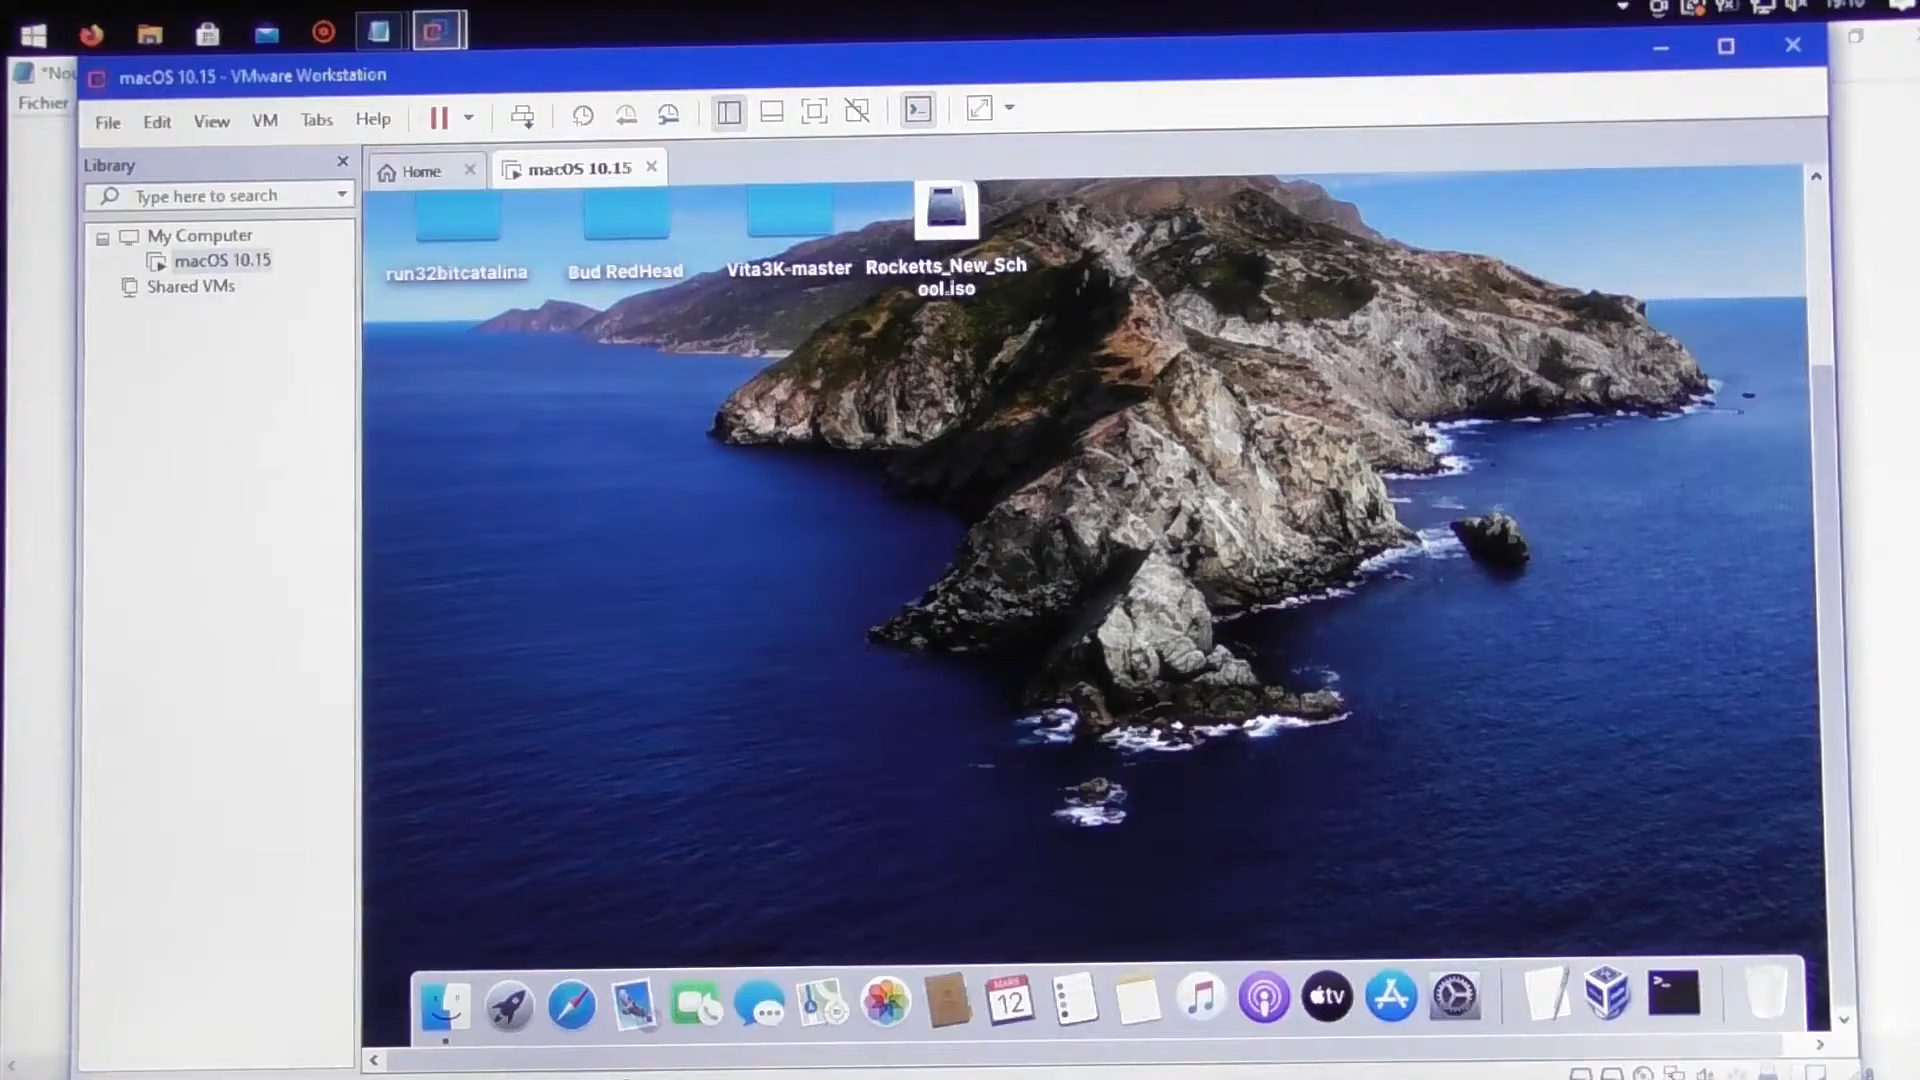 *Nou
macOS 10.15 - VMware Workstation
Fichier
File Edit View VM Tabs Help
Library
Home
macOS 10.15
Type here to search
My Computer
macOS 10.15
Shared VMs
run32bitcatalina
Bud RedHead
Vita3K-master
Rocketts_New_Sch
ool.iso
MARS
12
tv